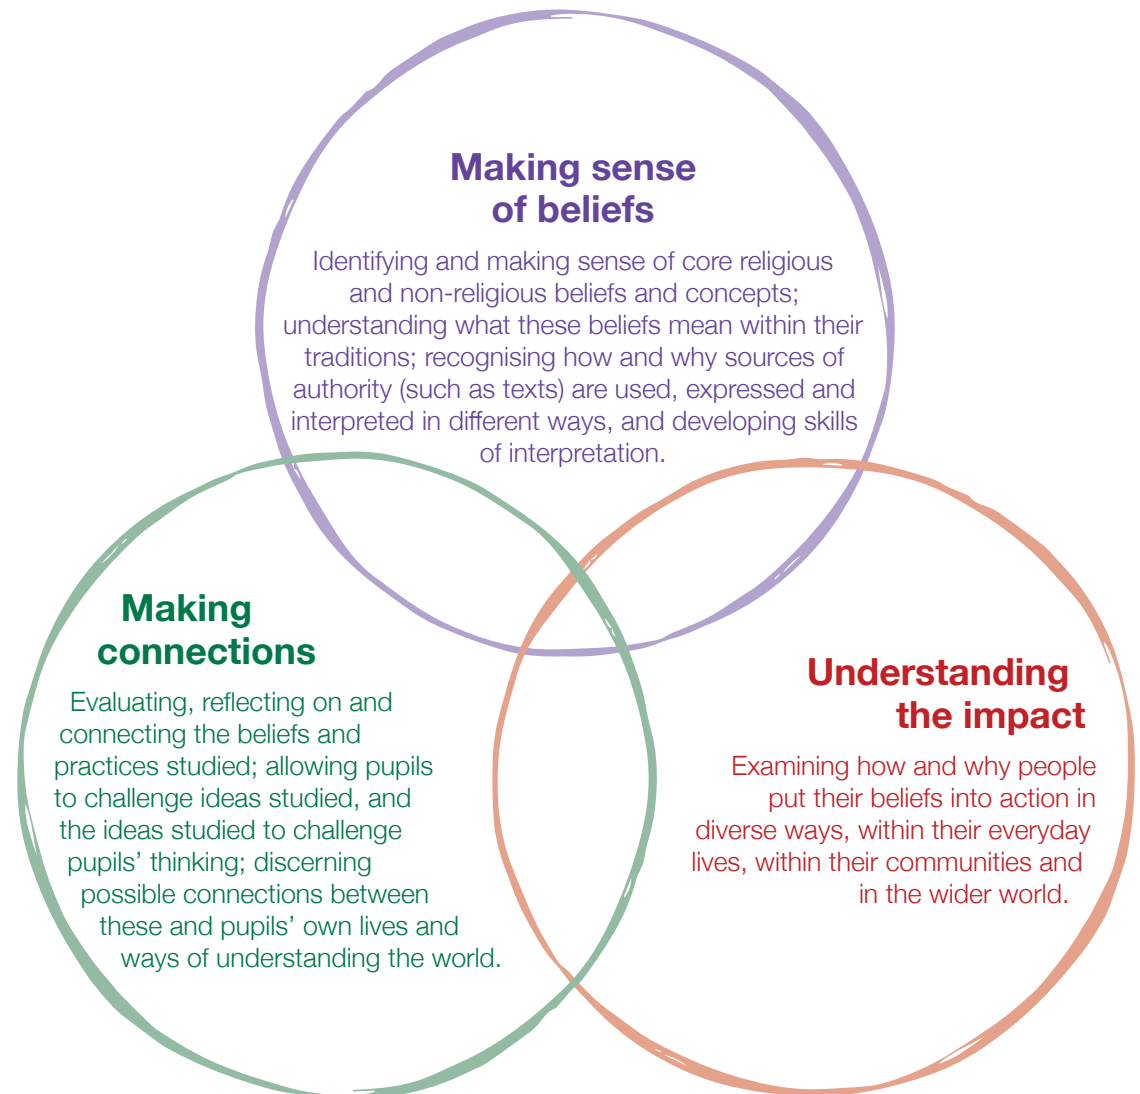 Making sense
of beliefs
Identifying and making sense of core religious
and non-religious beliefs and concepts;
understanding what these beliefs mean within their
traditions; recognising how and why sources of
authority (such as texts) are used, expressed and
interpreted in different ways, and developing skills
of interpretation.
Making
connections
Evaluating, reflecting on and
connecting the beliefs and
practices studied; allowing pupils
to challenge ideas studied, and
the ideas studied to challenge
pupils’ thinking; discerning
possible connections between
these and pupils’ own lives and
ways of understanding the world.
Understanding
the impact
Examining how and why people
put their beliefs into action in
diverse ways, within their everyday
lives, within their communities and
in the wider world.